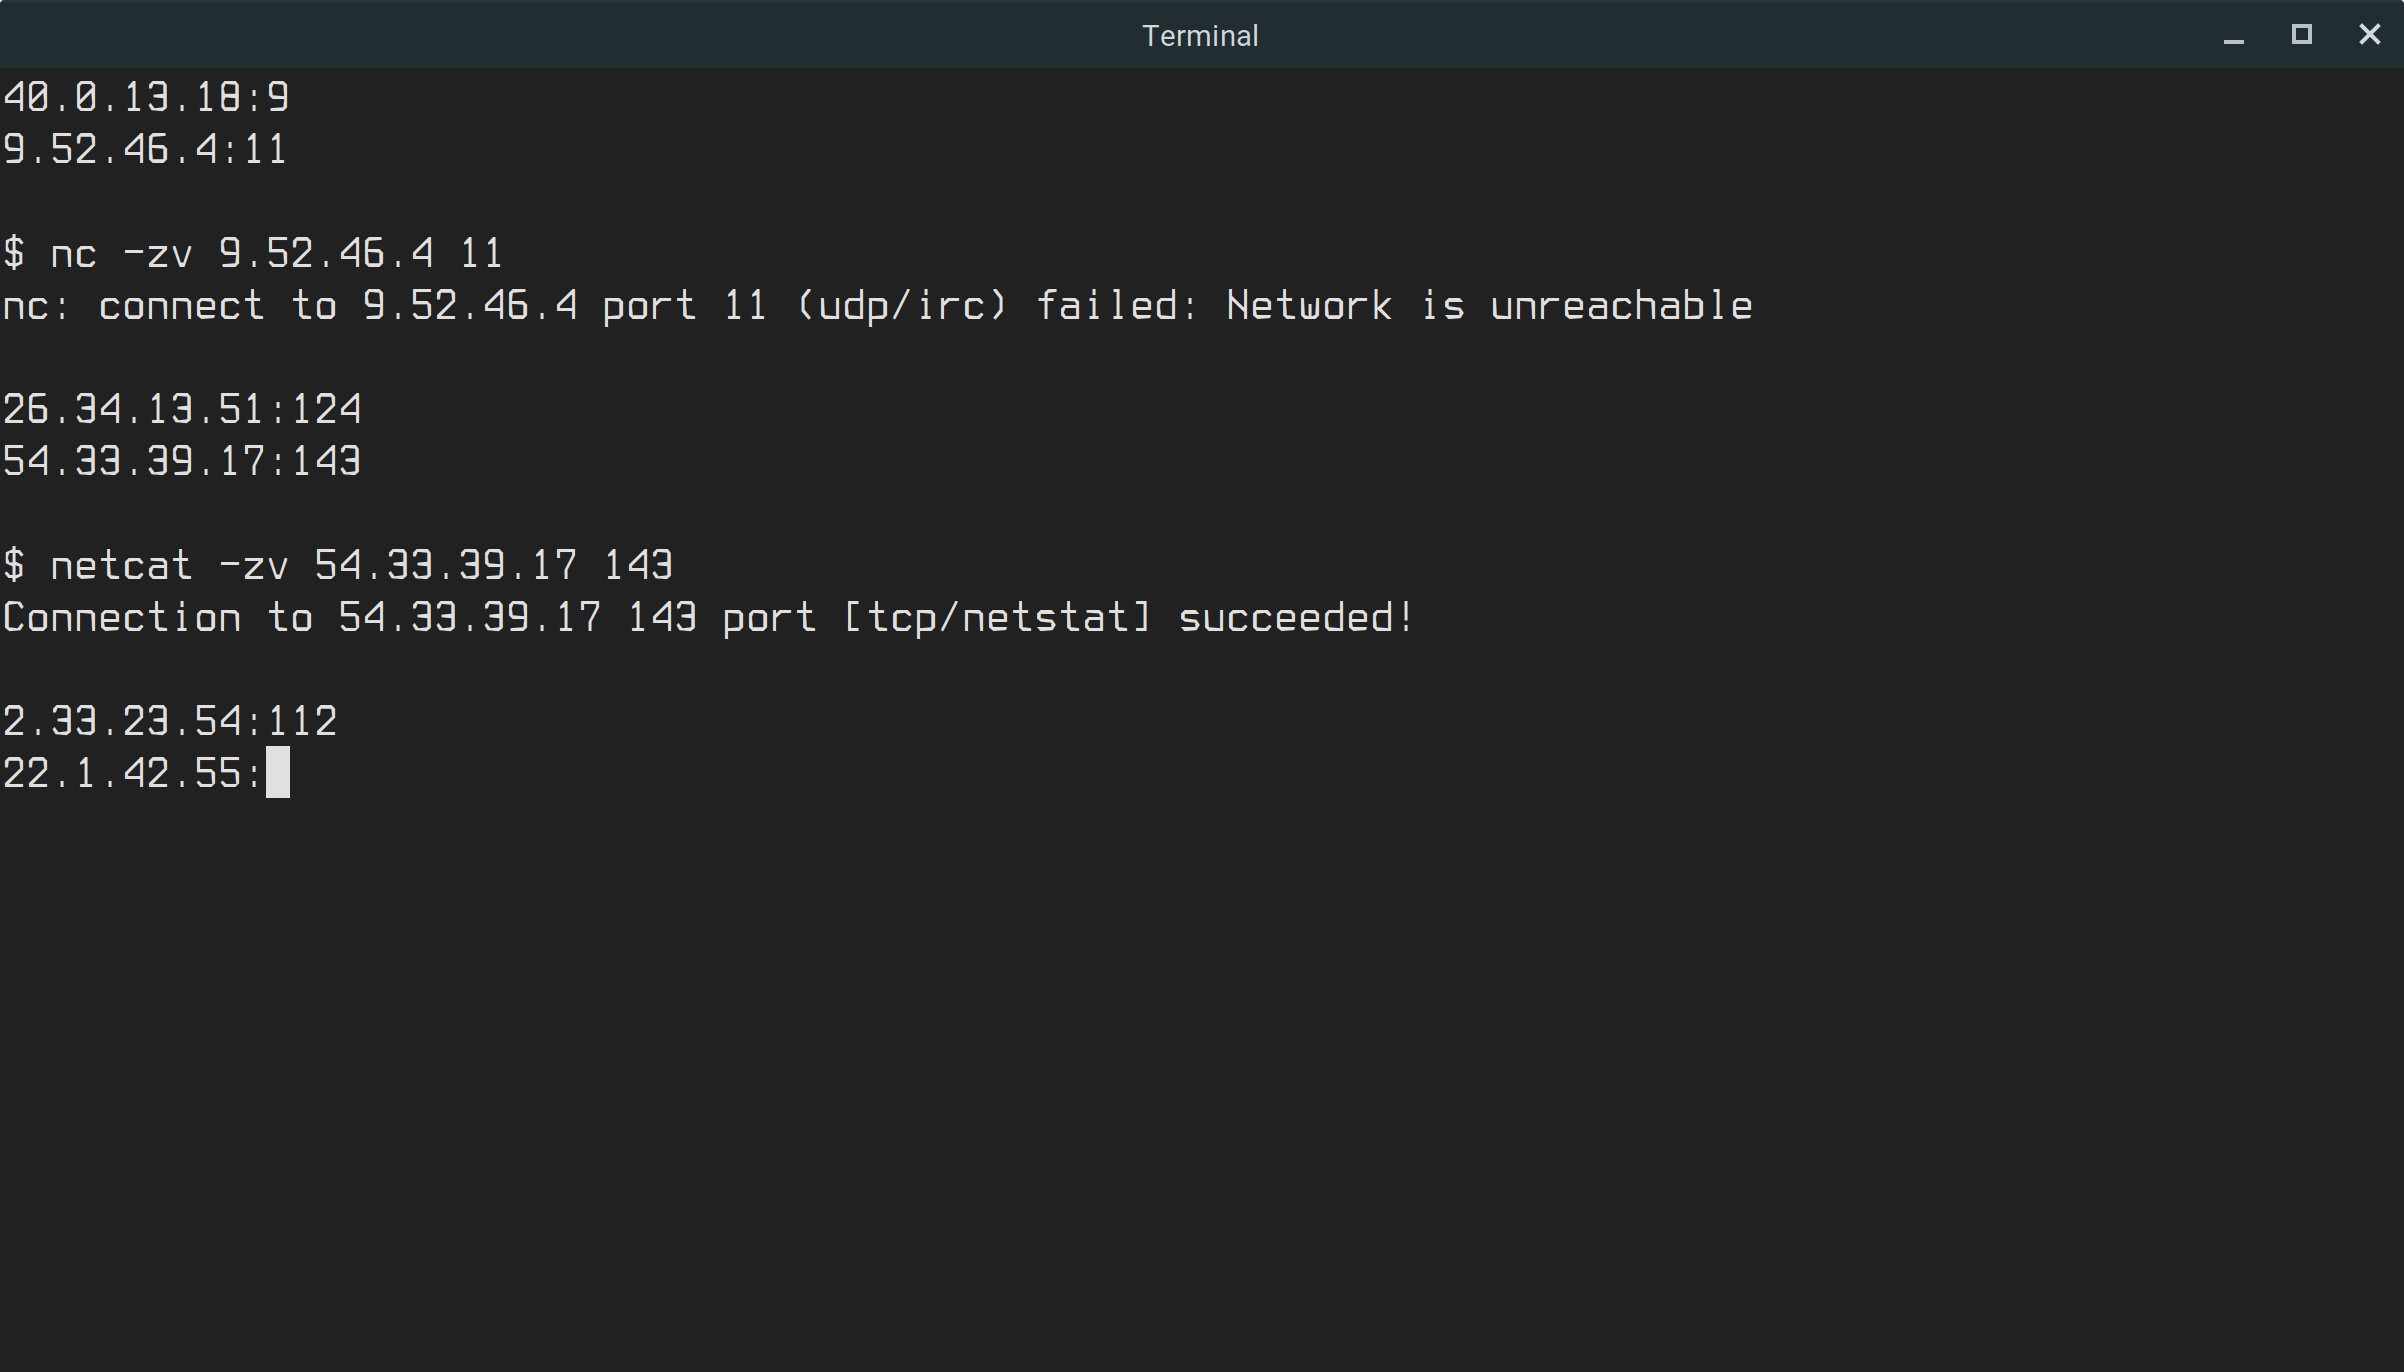 Terminal
40.0.13.18:9
9.52.46.4:11
$ nc -zv 9.52.46.4 11
nc: connect to 9.52.46.4 port 11 (udp/irc) failed: Network is unreachable
26.34.13.51:124
54.33.39.17:143
$ netcat -zv 54.33.39.17 143
Connection to 54.33.39.17 143 port [tcp/netstat] succeeded!
2.33.23.54:112
22.1.42.55: